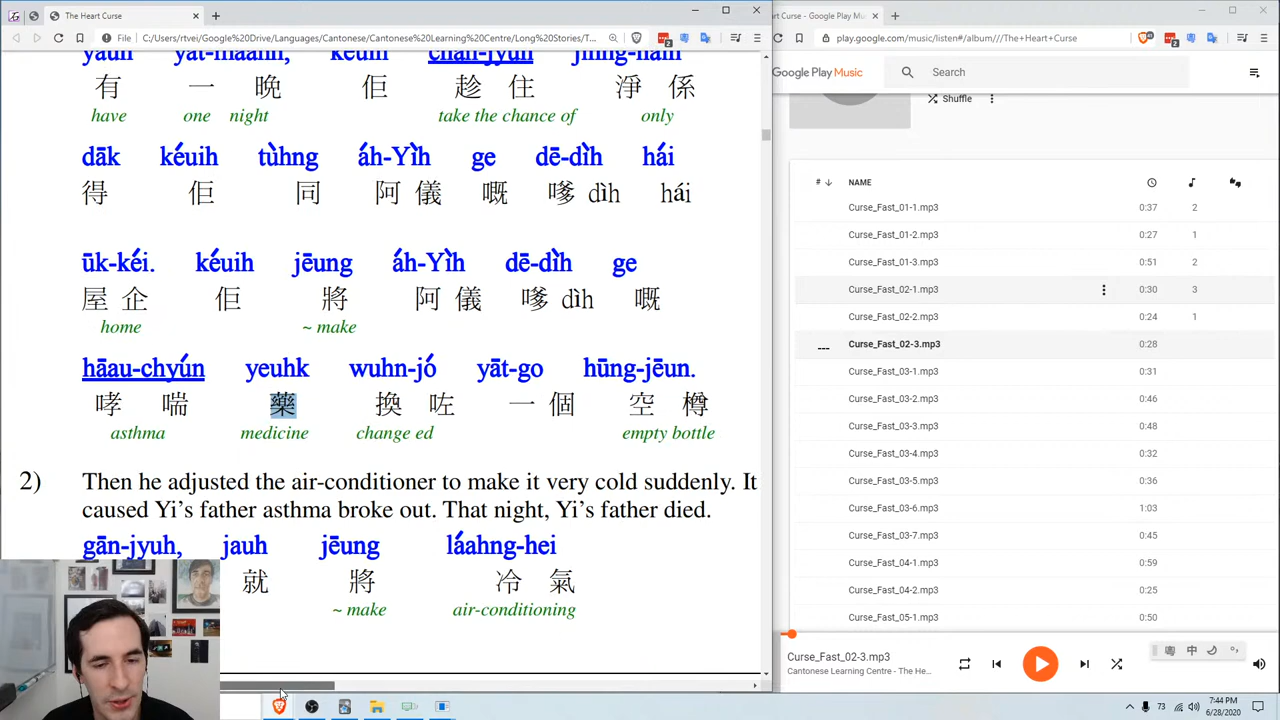 The Heart Curse
File C:/Users/rtvei/Google%20Drive/Languages/Cantonese/Cantonese%20Learning%20Centre/Long%20Stories/T...
yáuh yāt-máahn, kéuih chan-jyuh jihng-haih
有 一 晚 佢 趁 住 淨 係
have one night take the chance of only
dāk kéuih tùhng áh-Yìh ge dē-dìh hái
得 佢 同 阿 儀 嘅 嗲 dìh hái
ūk-kéi. kéuih jēung áh-Yìh dē-dìh ge
屋 企 佢 將 阿 儀 嗲 dìh 嘅
home ~ make
hāau-chyún yeuhk wuhn-jó yāt-go hūng-jēun.
哮 喘 藥 換 咗 一 個 空 樽
asthma medicine change ed empty bottle
2) Then he adjusted the air-conditioner to make it very cold suddenly. It
caused Yi’s father asthma broke out. That night, Yi’s father died.
gān-jyuh, jauh jēung láahng-hei
就 將 冷 氣
~ make air-conditioning
rt Curse - Google Play Music
play.google.com/music/listen#/album///The+Heart+Curse
Google Play Music Search
Shuffle
# NAME
Curse_Fast_01-1.mp3 0:37 2
Curse_Fast_01-2.mp3 0:27 1
Curse_Fast_01-3.mp3 0:51 2
Curse_Fast_02-1.mp3 0:30 3
Curse_Fast_02-2.mp3 0:24 1
Curse_Fast_02-3.mp3 0:28
Curse_Fast_03-1.mp3 0:31
Curse_Fast_03-2.mp3 0:46
Curse_Fast_03-3.mp3 0:48
Curse_Fast_03-4.mp3 0:32
Curse_Fast_03-5.mp3 0:36
Curse_Fast_03-6.mp3 1:03
Curse_Fast_03-7.mp3 0:45
Curse_Fast_04-1.mp3 0:59
Curse_Fast_04-2.mp3 0:25
Curse_Fast_05-1.mp3 0:50
Curse_Fast_02-3.mp3
Cantonese Learning Centre - The He...
中
73
7:44 PM
6/28/2020